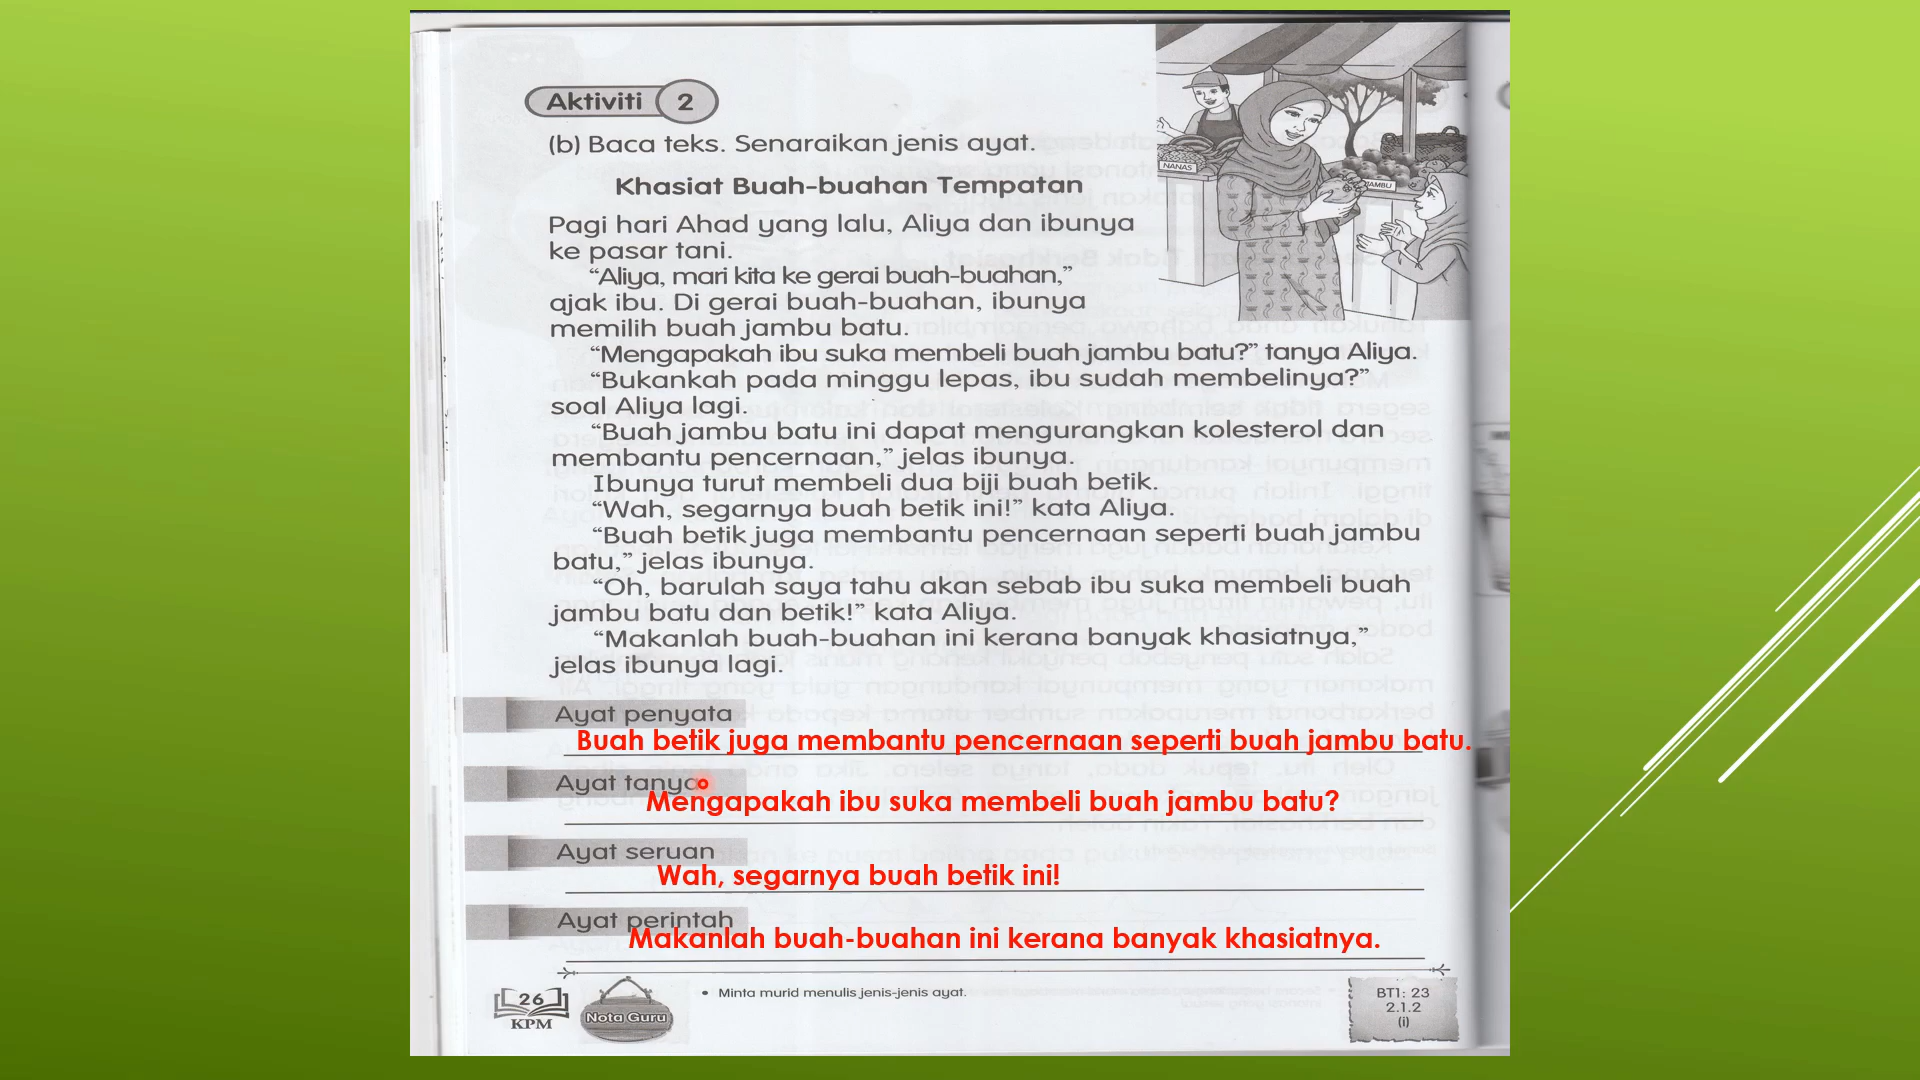 Aktiviti 2
(b) Baca teks. Senaraikan jenis ayat.
NANAS
JAMBU
Khasiat Buah-buahan Tempatan
Pagi hari Ahad yang lalu, Aliya dan ibunya
ke pasar tani.
“Aliya, mari kita ke gerai buah-buahan,”
ajak ibu. Di gerai buah-buahan, ibunya
memilih buah jambu batu.
“Mengapakah ibu suka membeli buah jambu batu?” tanya Aliya.
“Bukankah pada minggu lepas, ibu sudah membelinya?”
soal Aliya lagi.
“Buah jambu batu ini dapat mengurangkan kolesterol dan
membantu pencernaan,” jelas ibunya.
Ibunya turut membeli dua biji buah betik.
“Wah, segarnya buah betik ini!” kata Aliya.
“Buah betik juga membantu pencernaan seperti buah jambu
batu,” jelas ibunya.
“Oh, barulah saya tahu akan sebab ibu suka membeli buah
jambu batu dan betik!” kata Aliya.
“Makanlah buah-buahan ini kerana banyak khasiatnya,”
jelas ibunya lagi.
Ayat penyata
Buah betik juga membantu pencernaan seperti buah jambu batu.
Ayat tanya
Mengapakah ibu suka membeli buah jambu batu?
Ayat seruan
Wah, segarnya buah betik ini!
Ayat perintah
Makanlah buah-buahan ini kerana banyak khasiatnya.
26
KPM
Nota Guru
• Minta murid menulis jenis-jenis ayat.
BT1: 23
2.1.2
(i)